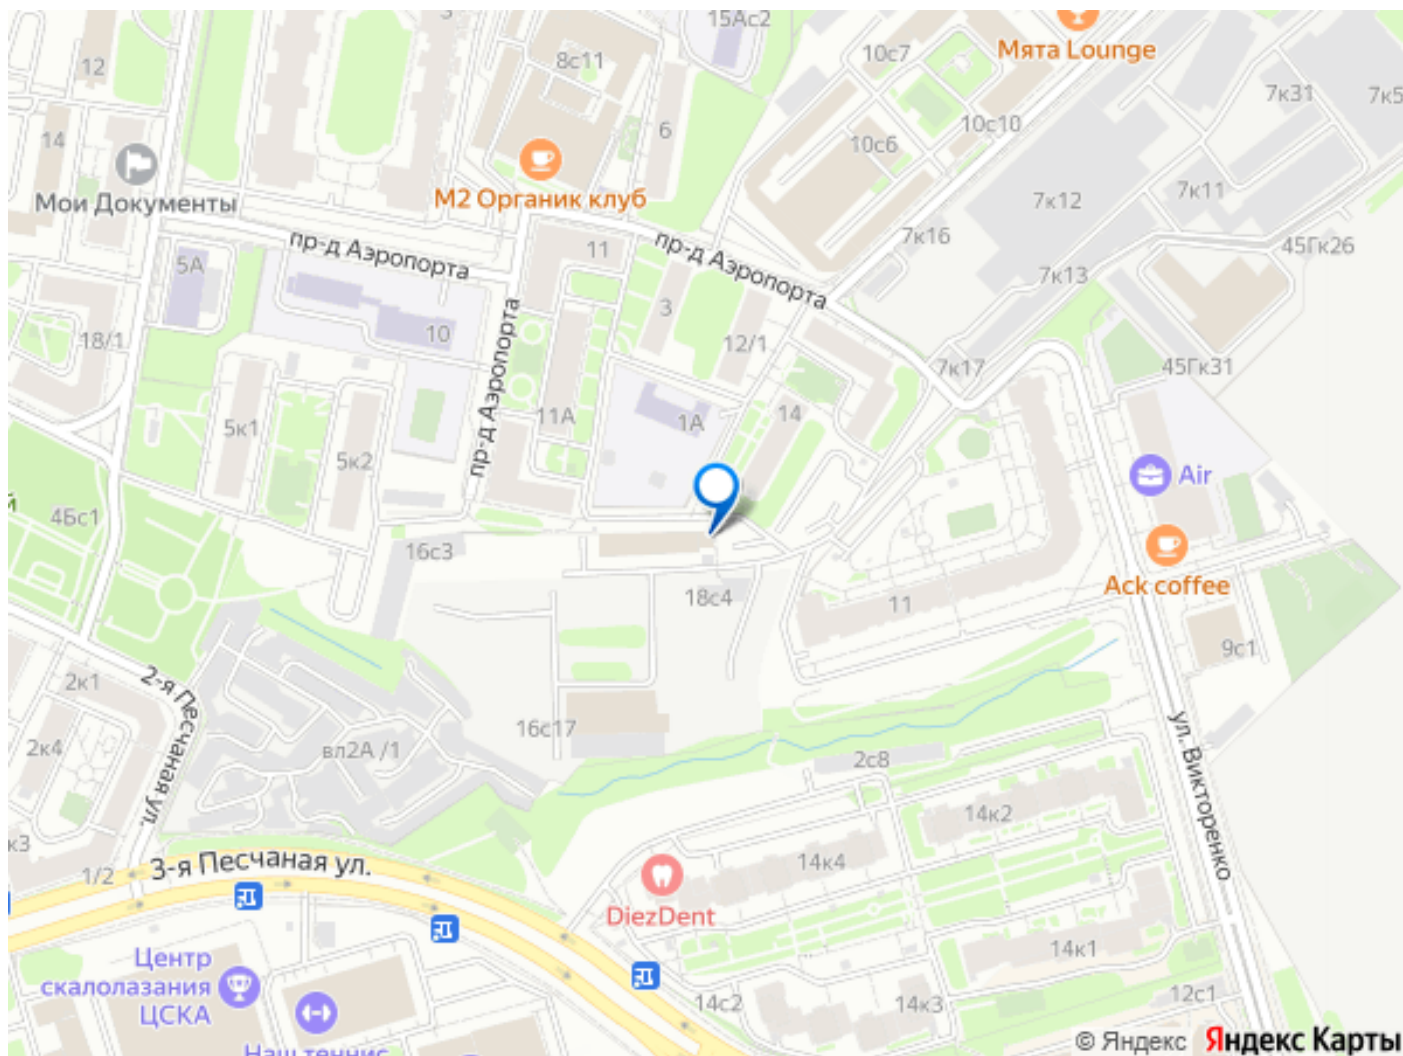 3
15Ас2
12
8с11
10с7
Мята Lounge
7к31
7к5
14
6
10с6
10с10
Мои Документы
М2 Органик клуб
7к12
7к11
5А
пр-д Аэропорта
11
пр-д Аэропорта
7к16
45Гк26
7к13
10
пр-д Аэропорта
3
18/1
12/1
7к17
45Гк31
5к1
11А
1А
14
5к2
Air
й
4Бс1
16с3
Ack coffee
18с4
11
9с1
2к1
2-я Песчаная ул.
16с17
2к4
вл2А /1
2с8
ул. Викторенко
14к2
к3
1/2
3-я Песчаная ул.
14к4
DiezDent
Центр
скалолазания
ЦСКА
14к1
14с2
14к3
12с1
Наш теннис
© Яндекс Яндекс Карты